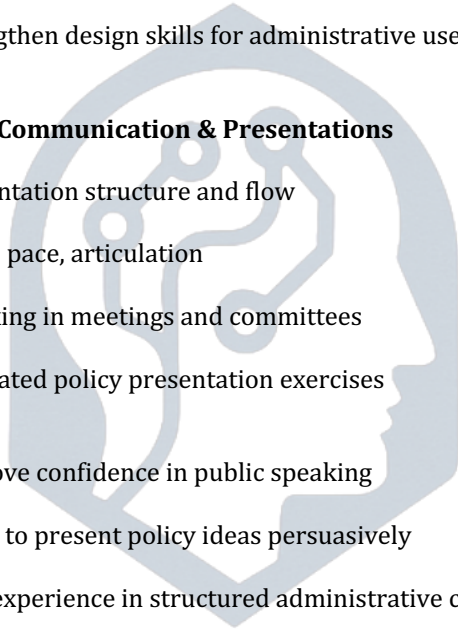 gthen design skills for administrative use
Communication & Presentations
ntation structure and flow
pace, articulation
king in meetings and committees
ated policy presentation exercises
ove confidence in public speaking
to present policy ideas persuasively
experience in structured administrative c